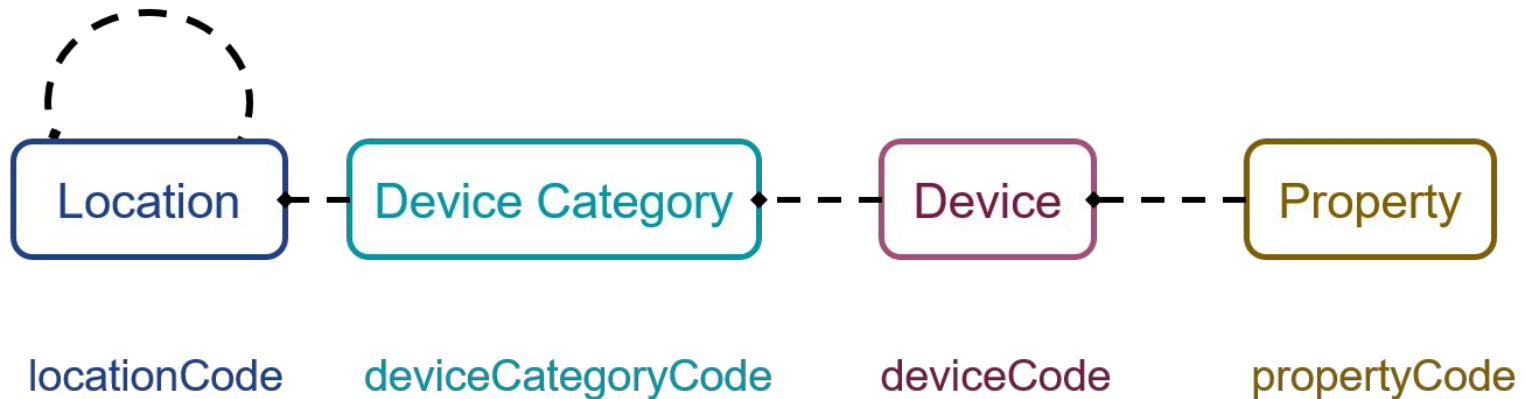 Location
Device Category
Device
Property
locationCode
deviceCategoryCode
deviceCode
propertyCode